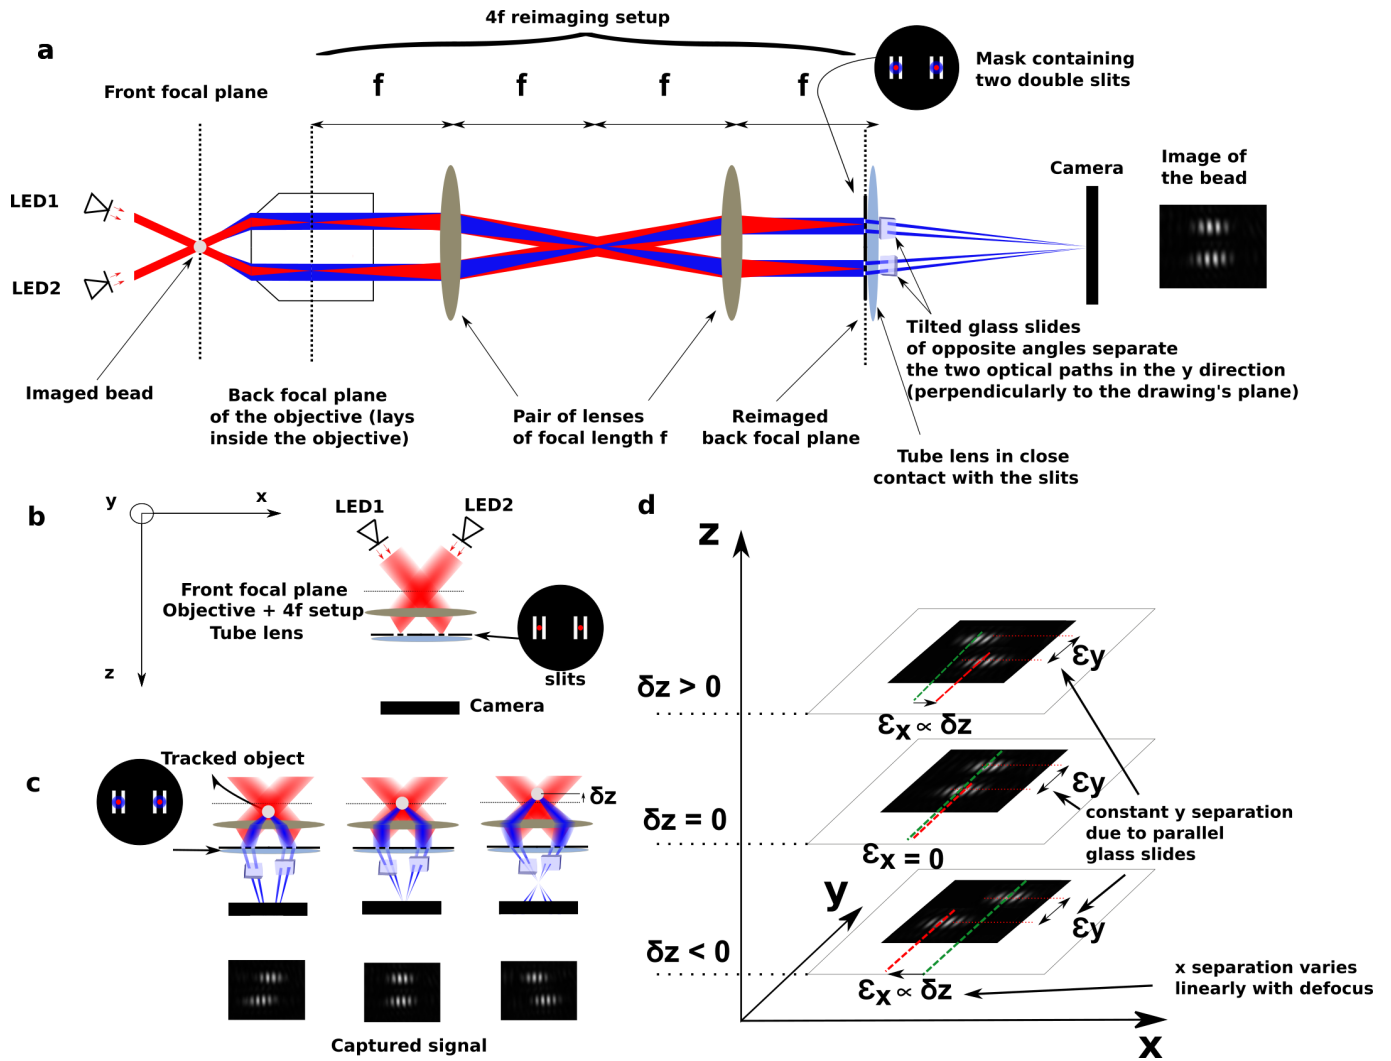 4f reimaging setup
a
Mask containing
two double slits
f
f
f
f
Front focal plane
Camera
Image of
the bead
LED1
LED2
Tilted glass slides
of opposite angles separate
the two optical paths in the y direction
(perpendicularly to the drawing's plane)
Imaged bead
Back focal plane
of the objective (lays
inside the objective)
Pair of lenses
of focal length f
Reimaged
back focal plane
Tube lens in close
contact with the slits
b
y
x
z
LED1
LED2
Front focal plane
Objective + 4f setup
Tube lens
slits
Camera
c
Tracked object
δz
Captured signal
d
z
δz > 0
εy
εx ∝ δz
δz = 0
εy
εx = 0
constant y separation
due to parallel
glass slides
y
δz < 0
εy
εx ∝ δz
x separation varies
linearly with defocus
x